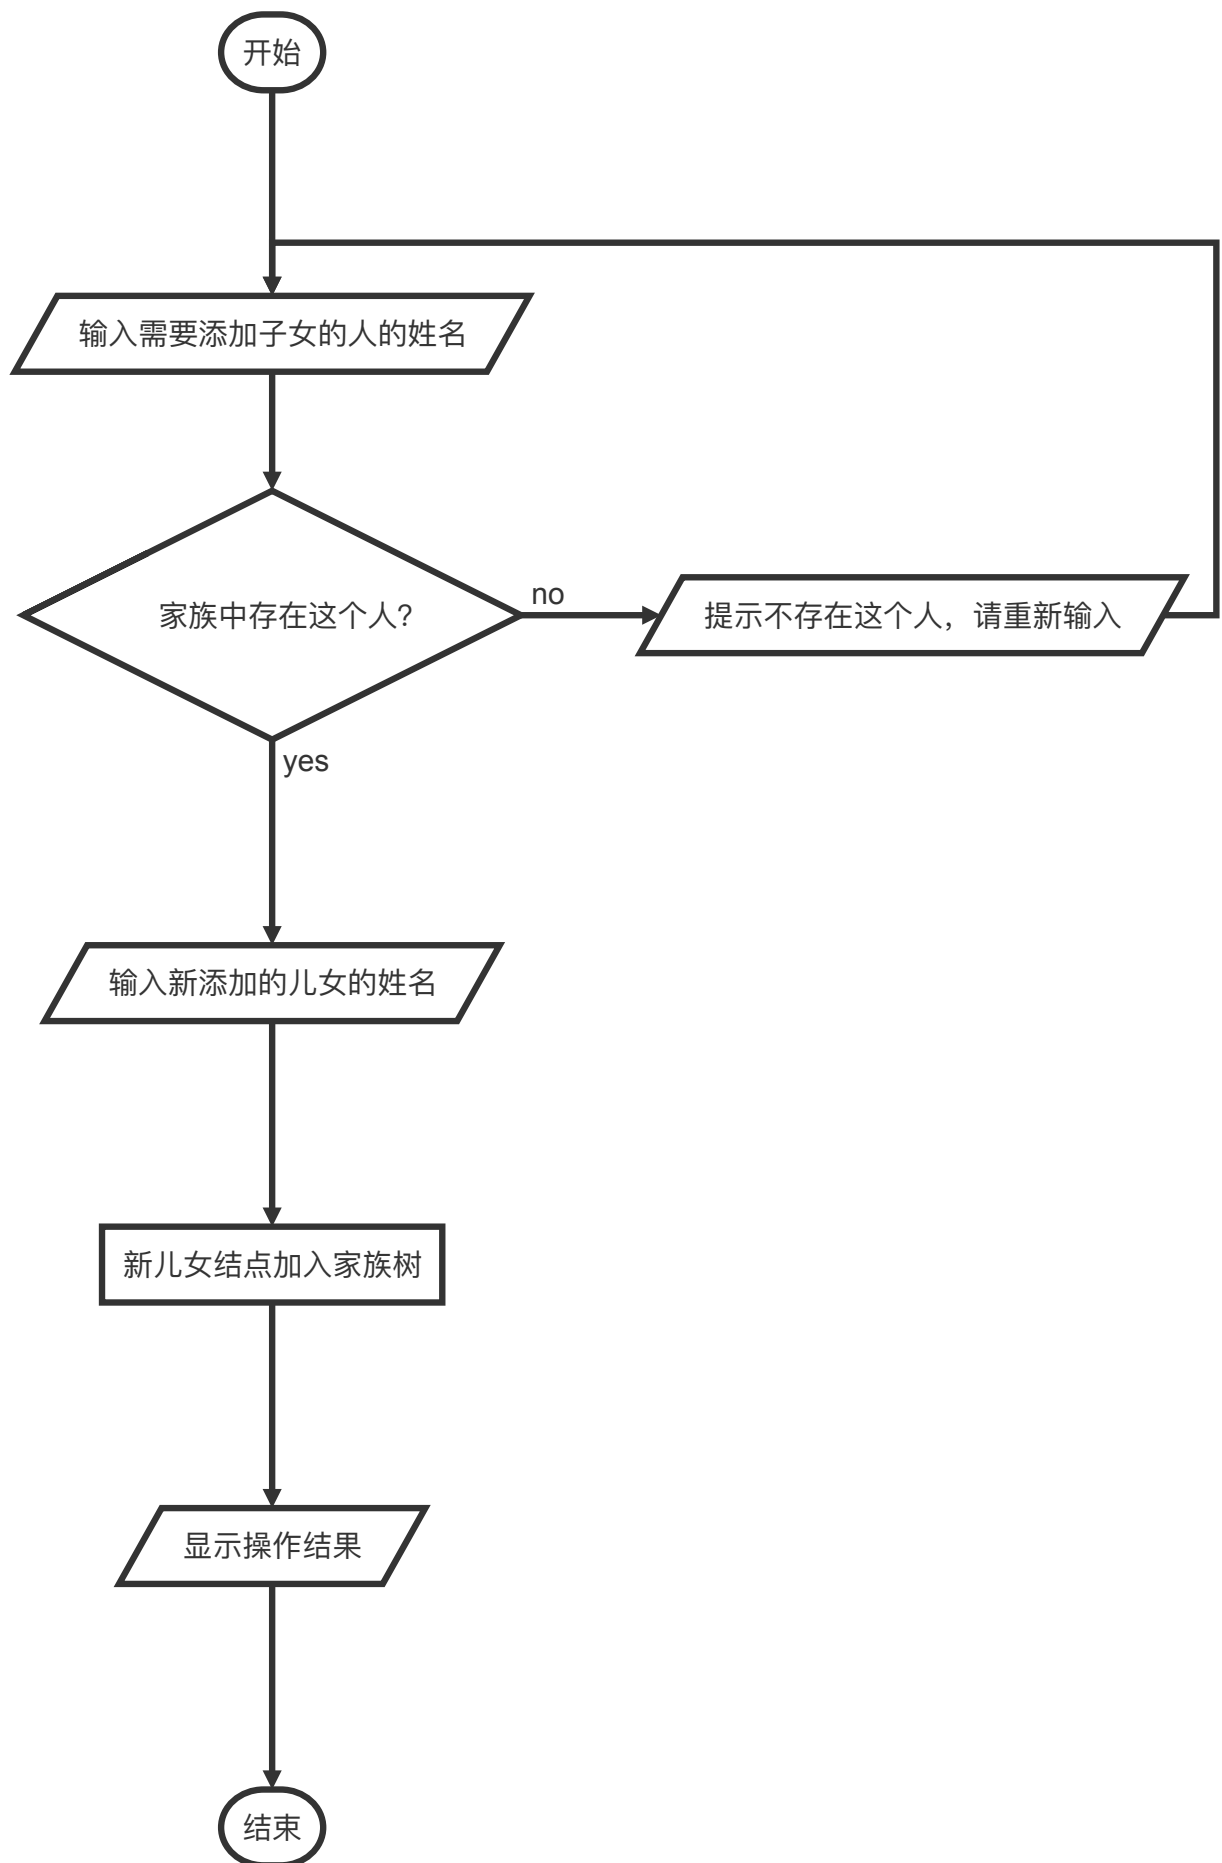 开始
输入需要添加子女的人的姓名
家族中存在这个人?
no
提示不存在这个人，请重新输入
yes
输入新添加的儿女的姓名
新儿女结点加入家族树
显示操作结果
结束